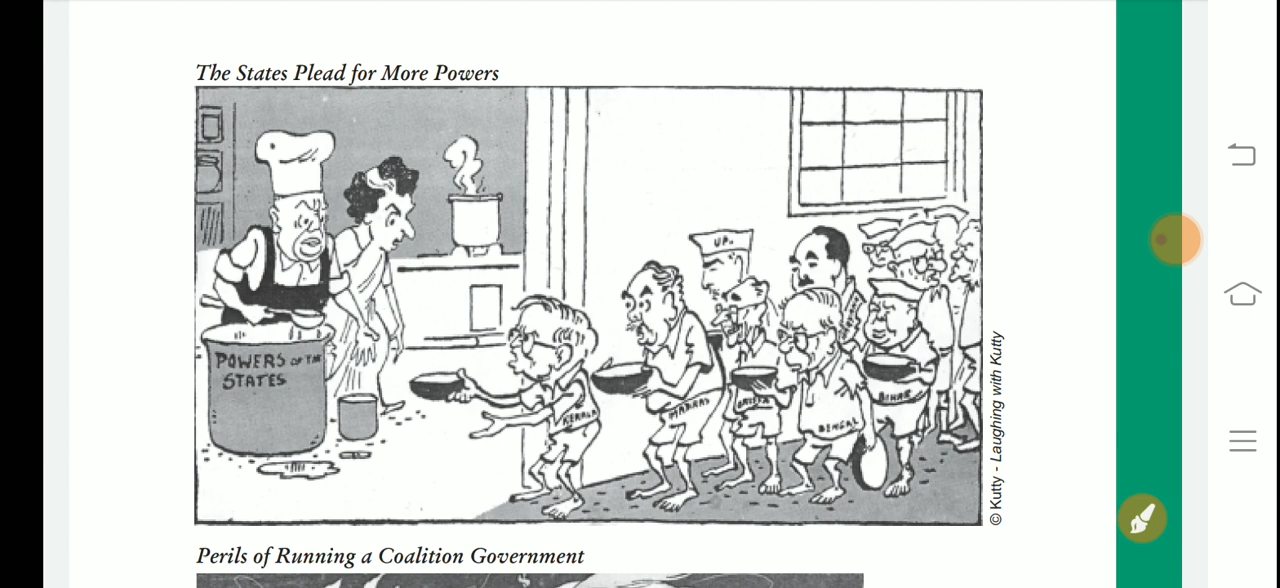 The States Plead for More Powers
UP.
POWERS OF THE
STATES
KERALA
MADRAS
ORISSA
BENGAL
BIHAR
© Kutty - Laughing with Kutty
Perils of Running a Coalition Government